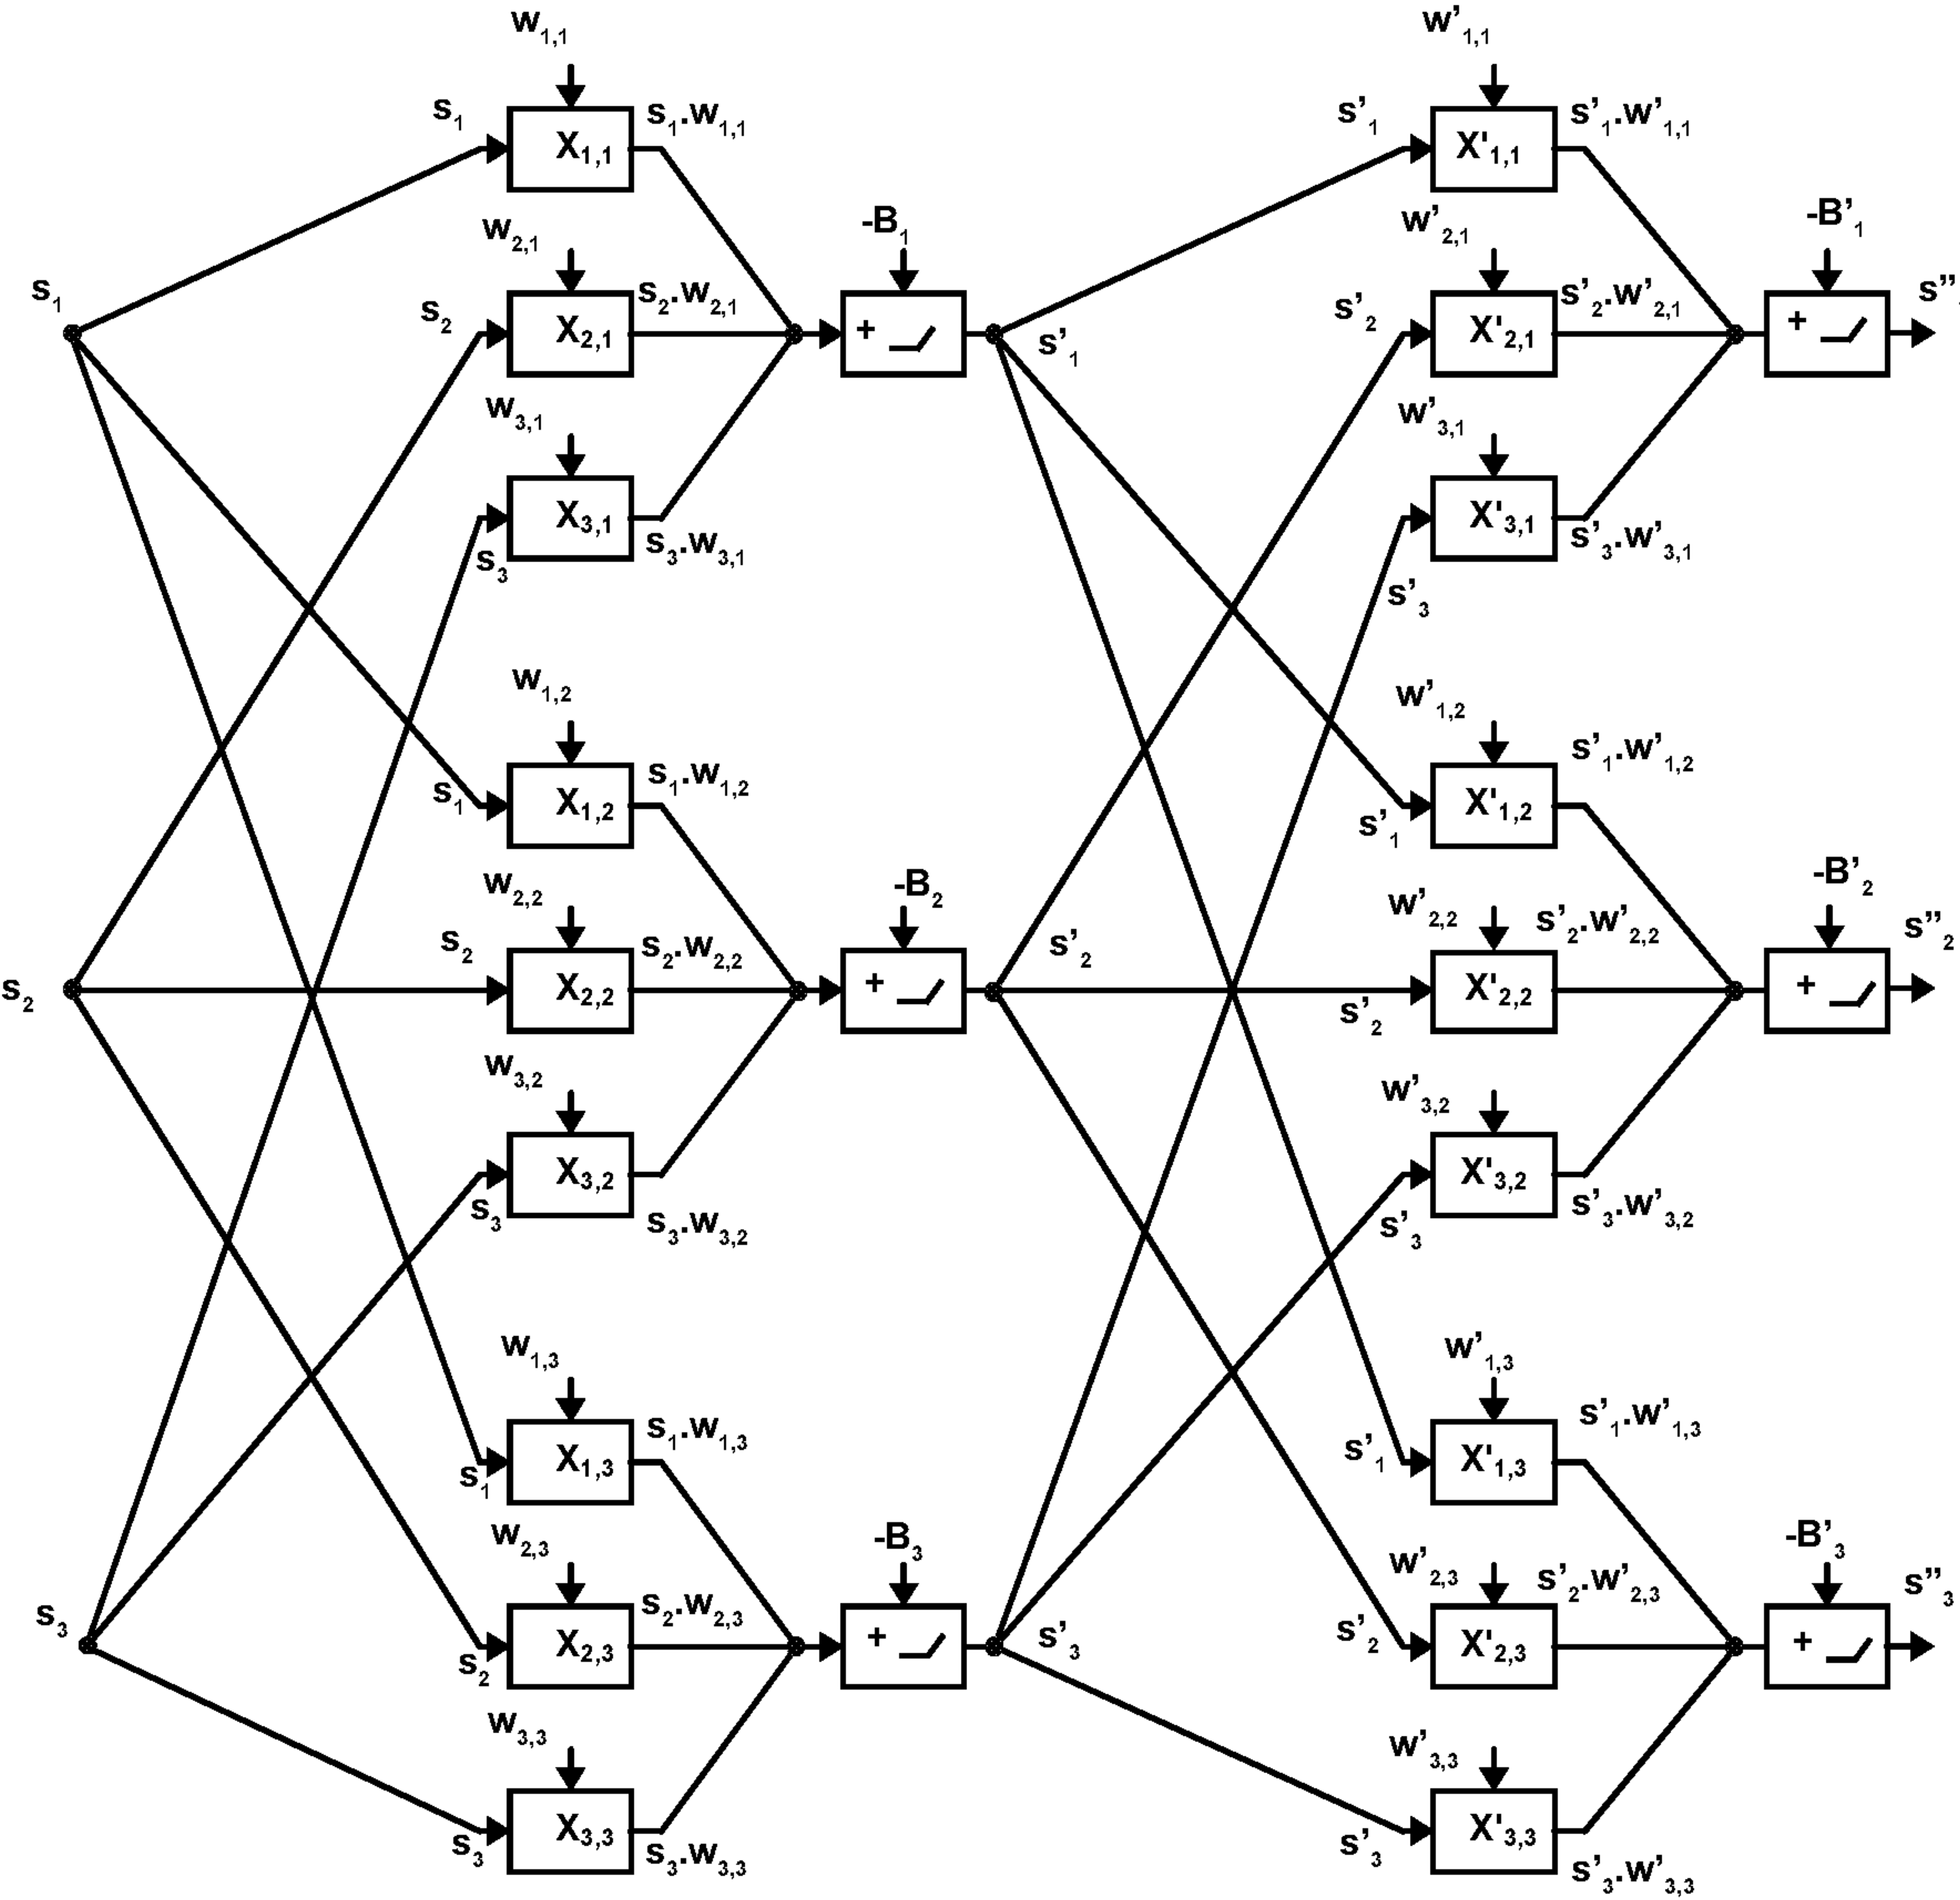 w1,1
s1
X1,1
s1.w1,1
w2,1
s2
X2,1
s2.w2,1
w3,1
s3
X3,1
s3.w3,1
s1
-B1
+
s'1
w1,2
s1
X1,2
s1.w1,2
w2,2
s2
X2,2
s2.w2,2
w3,2
s3
X3,2
s3.w3,2
s2
-B2
+
s'2
w1,3
s1
X1,3
s1.w1,3
w2,3
s2
X2,3
s2.w2,3
w3,3
s3
X3,3
s3.w3,3
s3
-B3
+
s'3
w'1,1
s'1
X'1,1
s'1.w'1,1
w'2,1
s'2
X'2,1
s'2.w'2,1
w'3,1
s'3
X'3,1
s'3.w'3,1
-B'1
+
s"
w'1,2
s'1
X'1,2
s'1.w'1,2
w'2,2
s'2
X'2,2
s'2.w'2,2
w'3,2
s'3
X'3,2
s'3.w'3,2
-B'2
+
s"2
w'1,3
s'1
X'1,3
s'1.w'1,3
w'2,3
s'2
X'2,3
s'2.w'2,3
w'3,3
s'3
X'3,3
s'3.w'3,3
-B'3
+
s"3